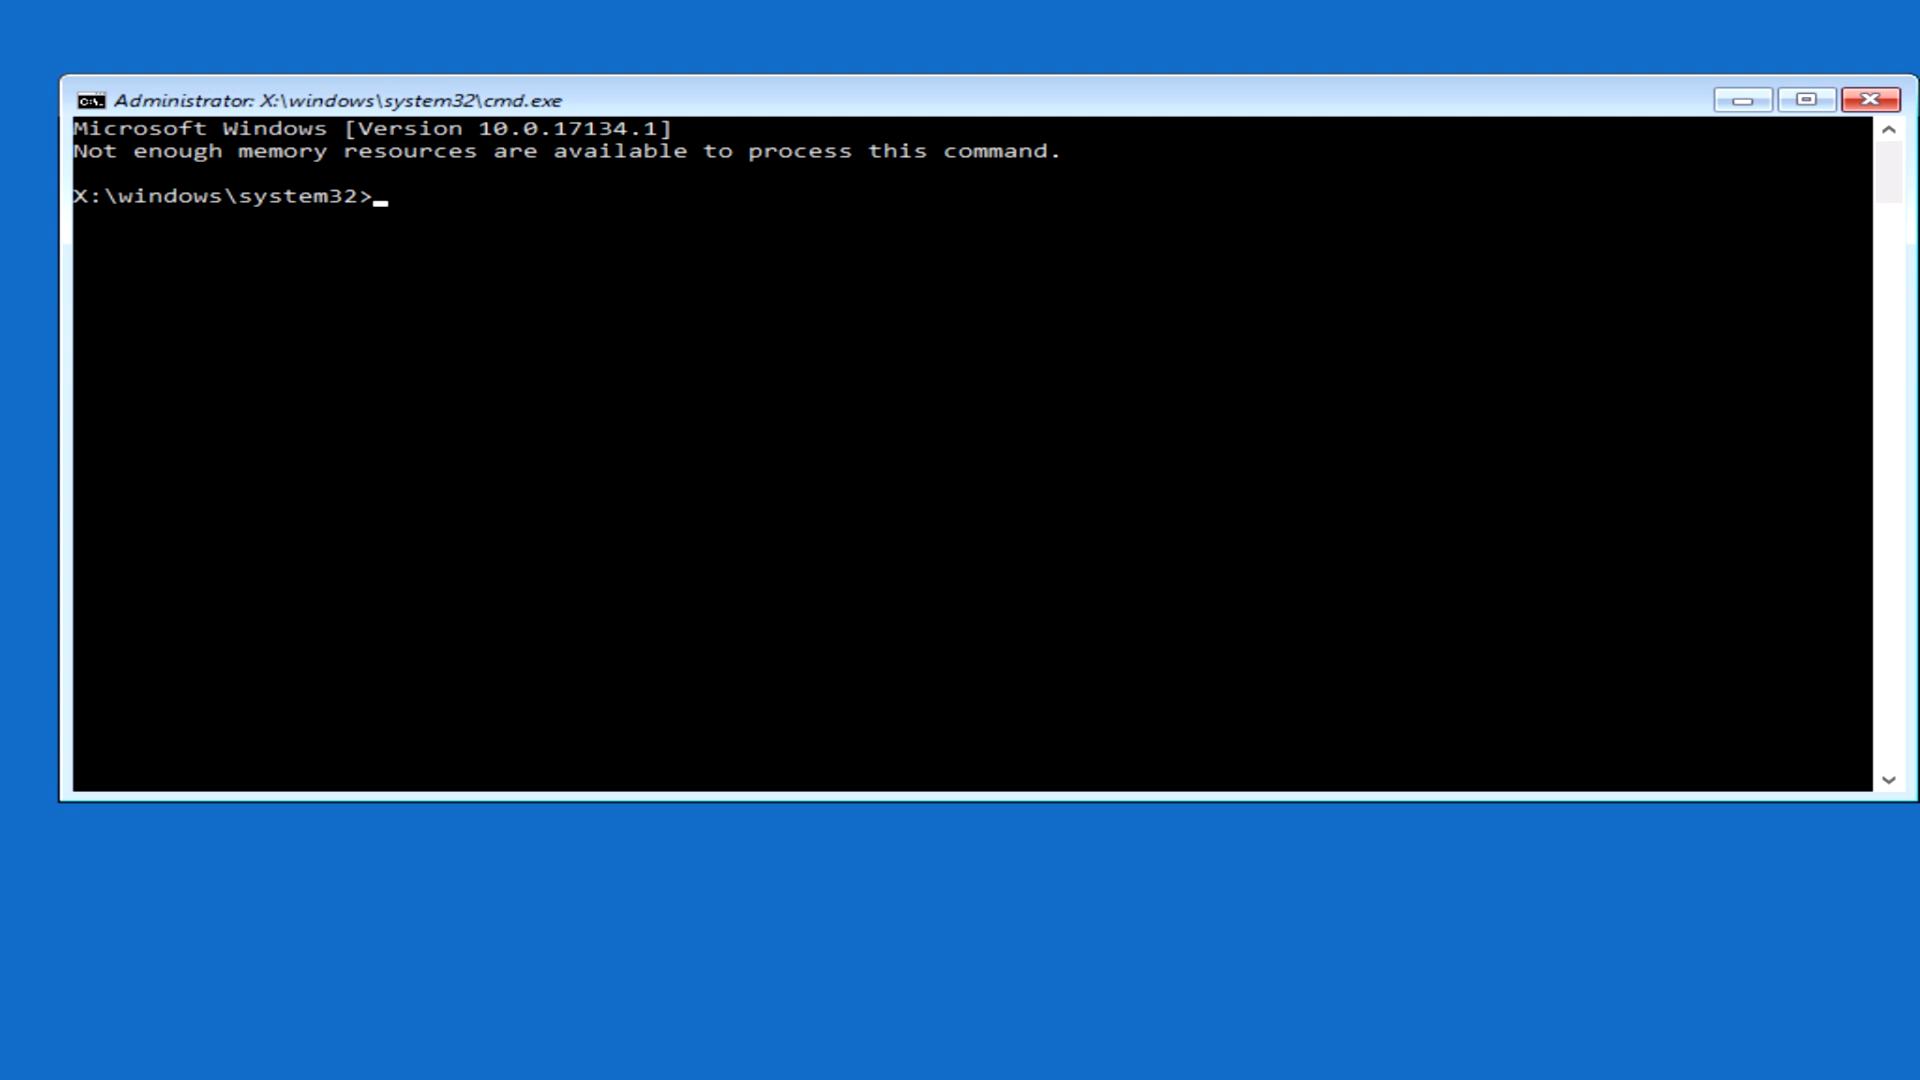 Administrator: X:\windows\system32\cmd.exe
Microsoft Windows [Version 10.0.17134.1]
Not enough memory resources are available to process this command.
X:\windows\system32>